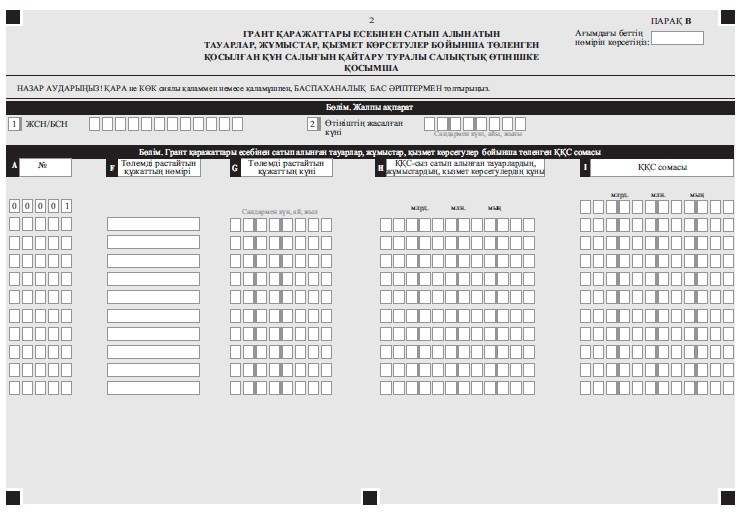 2
ПАРАҚ B
ГРАНТ ҚАРАЖАТТАРЫ ЕСЕБІНЕН САТЫП АЛЫНАТЫН
ТАУАРЛАР, ЖҰМЫСТАР, ҚЫЗМЕТ КӨРСЕТУЛЕР БОЙЫНША ТӨЛЕНГЕН
ҚОСЫЛҒАН ҚҰН САЛЫҒЫН ҚАЙТАРУ ТУРАЛЫ САЛЫҚТЫҚ ӨТІНІШКЕ
ҚОСЫМША
Ағымдағы беттің
нөмірін көрсетіңіз:
НАЗАР АУДАРЫҢЫЗ! ҚАРА не КӨК сиялы қаламмен немесе қаламұшпен, БАСПАХАНАЛЫҚ БАС ӘРІПТЕРМЕН толтырыңыз.
Бөлім. Жалпы ақпарат
1 ЖСН/БСН
2 Өтініштің жасалған
күні
Сандармен күні, айы, жылы
Бөлім. Грант қаражаттары есебінен сатып алынған тауарлар, жұмыстар, қызмет көрсетулер бойынша төленген ҚҚС сомасы
A №
F Төлемді растайтын
құжаттың нөмірі
G Төлемді растайтын
құжаттың күні
H ҚҚС-сыз сатып алынған тауарлардың,
жұмыстардың, қызмет көрсетулердің құны
I ҚҚС сомасы
млрд. млн. мың
0 0 0 0 1
Сандармен күн, ай, жыл
млрд. млн. мың